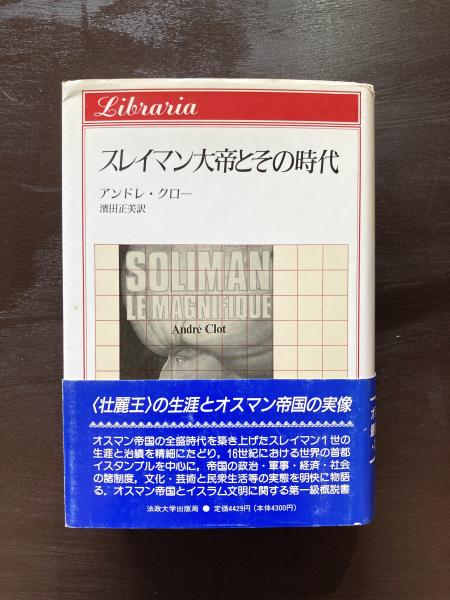 Libraria
スレイマン大帝とその時代
アンドレ・クロー
濱田正美訳
SOLIMAN
LE MAGNIFIQUE
André Clot
〈壮麗王〉の生涯とオスマン帝国の実像
オスマン帝国の全盛時代を築き上げたスレイマン1世の
生涯と治績を精細にたどり，16世紀における世界の首都
イスタンブルを中心に，帝国の政治・軍事・経済・社会
の諸制度，文化・芸術と民衆生活等の実態を明快に物語
る．オスマン帝国とイスラム文明に関する第一級概説書
法政大学出版局 ● 定価4429円（本体4300円）